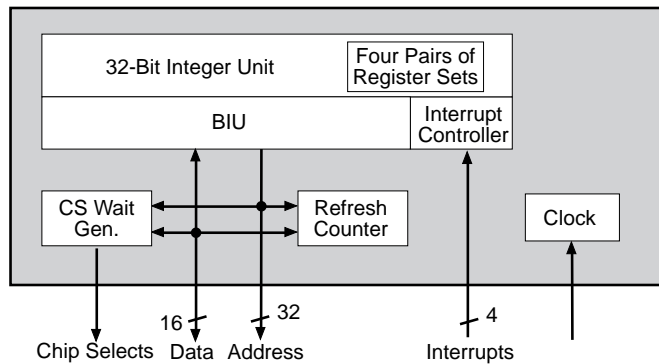 32-Bit Integer Unit
Four Pairs of
Register Sets
BIU
Interrupt
Controller
CS Wait
Gen.
Refresh
Counter
Clock
16
32
4
Chip Selects
Data
Address
Interrupts